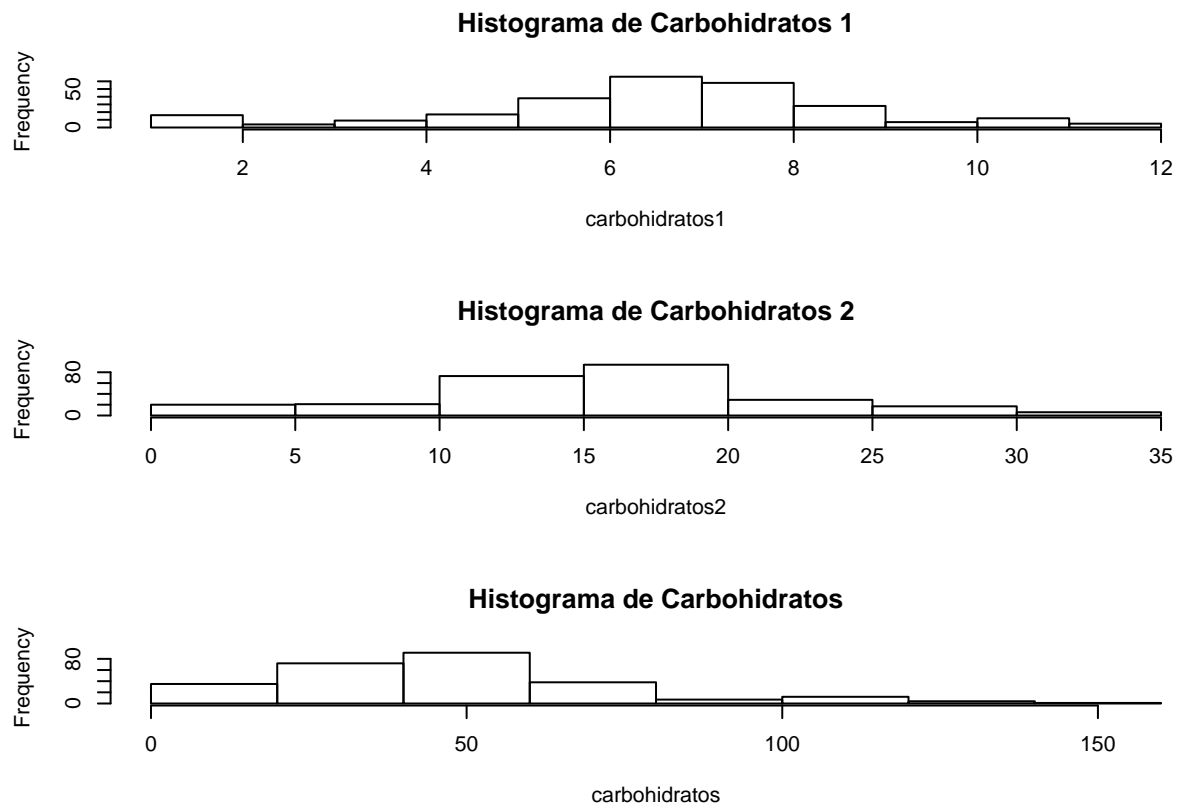 Histograma de Carbohidratos 1
Frequency
0 50
2 4 6 8 10 12
carbohidratos1
Histograma de Carbohidratos 2
Frequency
0 80
0 5 10 15 20 25 30 35
carbohidratos2
Histograma de Carbohidratos
Frequency
0 80
0 50 100 150
carbohidratos